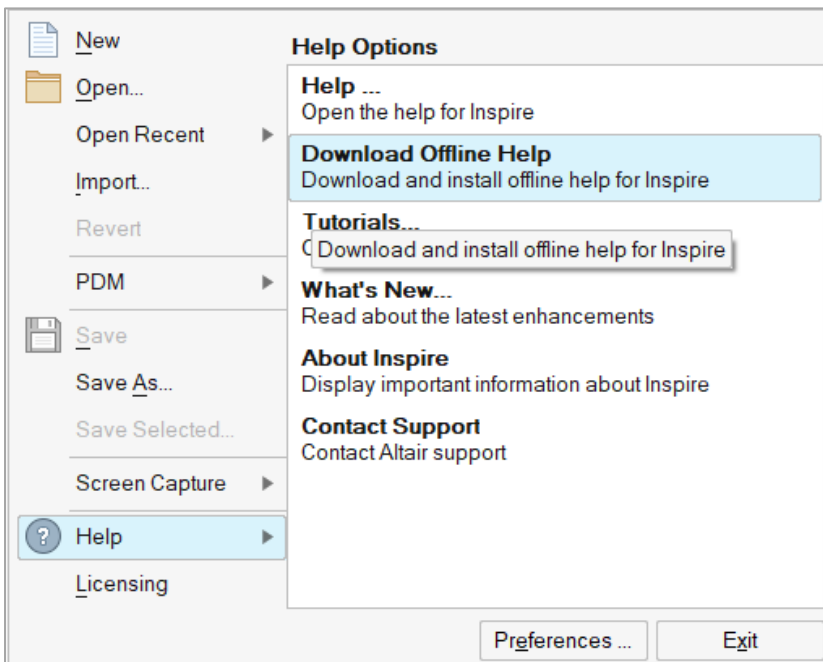 New
Open...
Open Recent
Import...
Revert
PDM
Save
Save As...
Save Selected...
Screen Capture
Help
Licensing
Help Options
Help ...
Open the help for Inspire
Download Offline Help
Download and install offline help for Inspire
Tutorials...
Download and install offline help for Inspire
What's New...
Read about the latest enhancements
About Inspire
Display important information about Inspire
Contact Support
Contact Altair support
Preferences ...
Exit